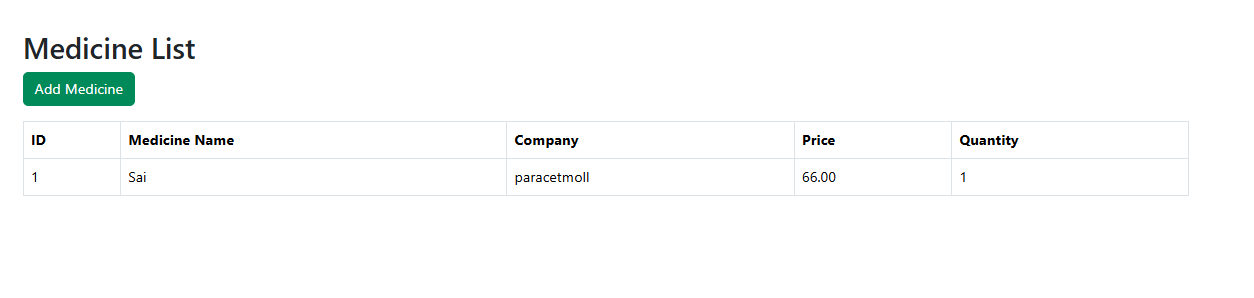 Medicine List
Add Medicine
ID Medicine Name Company Price Quantity
1 Sai paracetmoll 66.00 1